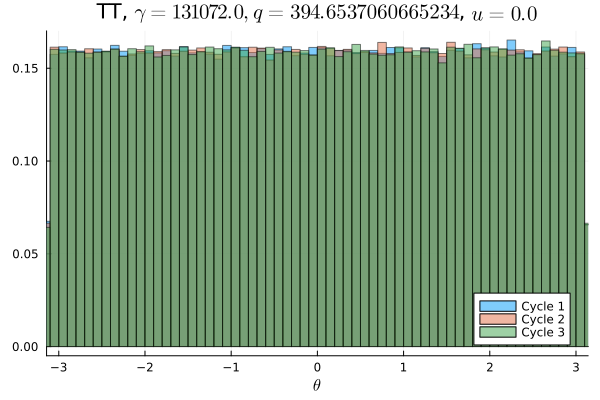 TT, γ = 131072.0, q = 394.6537060665234, u = 0.0
0.15
0.10
0.05
0.00
Cycle 1
Cycle 2
Cycle 3
−3 −2 −1 0 1 2 3
θ